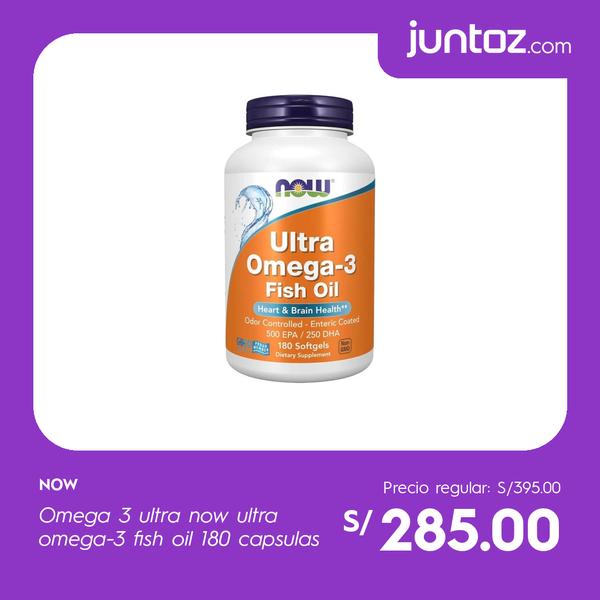 juntoz.com
NOW
Ultra
Omega-3
Fish Oil
Heart & Brain Health**
Odor Controlled - Enteric Coated
500 EPA / 250 DHA
180 Softgels
Dietary Supplement
Non
GMO
NOW
Precio regular: S/395.00
Omega 3 ultra now ultra
omega-3 fish oil 180 capsulas
S/285.00